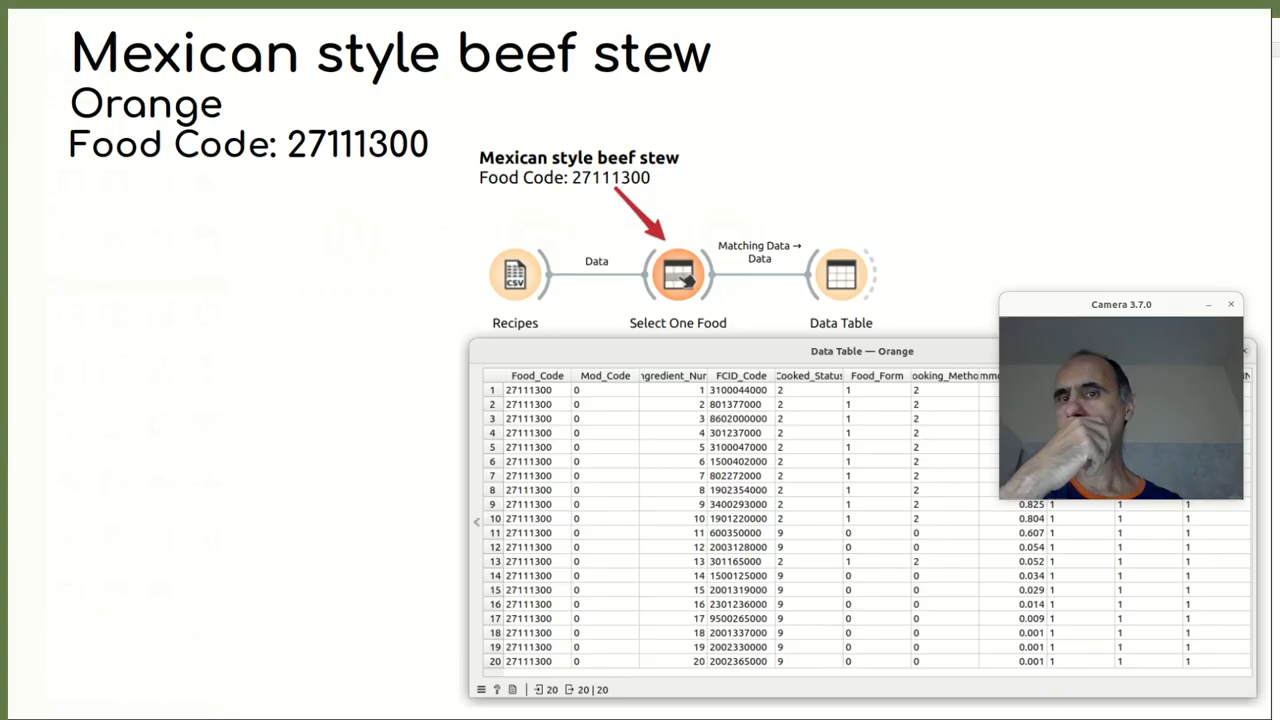 Mexican style beef stew
Orange
Food Code: 27111300
Mexican style beef stew
Food Code: 27111300
Data
Matching Data →
Data
CSV
Recipes
Select One Food
Data Table
Camera 3.7.0
Data Table — Orange
Food_Code Mod_Code ngredient_Nur FCID_Code Cooked_Status Food_Form ooking_Metho
1 27111300 0 1 3100044000 2 1 2
2 27111300 0 2 801377000 2 1 2
3 27111300 0 3 8602000000 2 1 2
4 27111300 0 4 301237000 2 1 2
5 27111300 0 5 3100047000 2 1 2
6 27111300 0 6 1500402000 2 1 2
7 27111300 0 7 802272000 2 1 2
8 27111300 0 8 1902354000 2 1 2
9 27111300 0 9 3400293000 2 1 2 0.825 1 1 1
10 27111300 0 10 1901220000 2 1 2 0.804 1 1 1
11 27111300 0 11 600350000 9 0 0 0.607 1 1 1
12 27111300 0 12 2003128000 9 0 0 0.054 1 1 1
13 27111300 0 13 301165000 2 1 2 0.052 1 1 1
14 27111300 0 14 1500125000 9 0 0 0.034 1 1 1
15 27111300 0 15 2001319000 9 0 0 0.029 1 1 1
16 27111300 0 16 2301236000 9 0 0 0.014 1 1 1
17 27111300 0 17 9500265000 9 0 0 0.009 1 1 1
18 27111300 0 18 2001337000 9 0 0 0.001 1 1 1
19 27111300 0 19 2002330000 9 0 0 0.001 1 1 1
20 27111300 0 20 2002365000 9 0 0 0.001 1 1 1
20 20 | 20